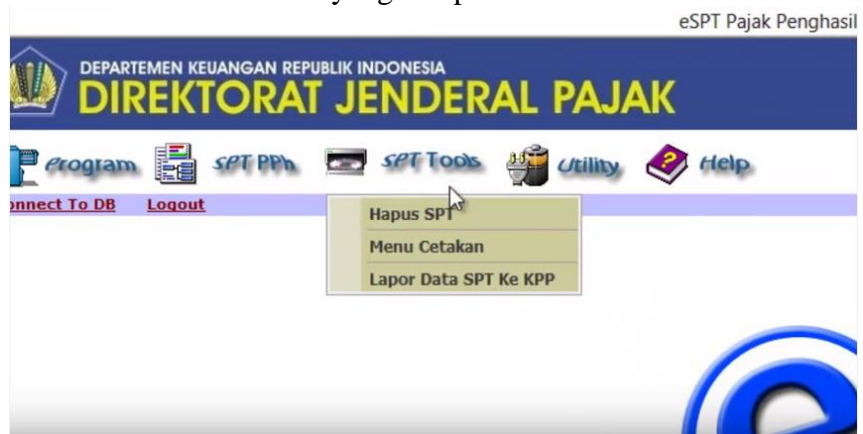 eSPT Pajak Penghasil
DEPARTEMEN KEUANGAN REPUBLIK INDONESIA
DIREKTORAT JENDERAL PAJAK
Program SPT PPh SPT Tools Utility Help
onnect To DB Logout
Hapus SPT
Menu Cetakan
Lapor Data SPT Ke KPP